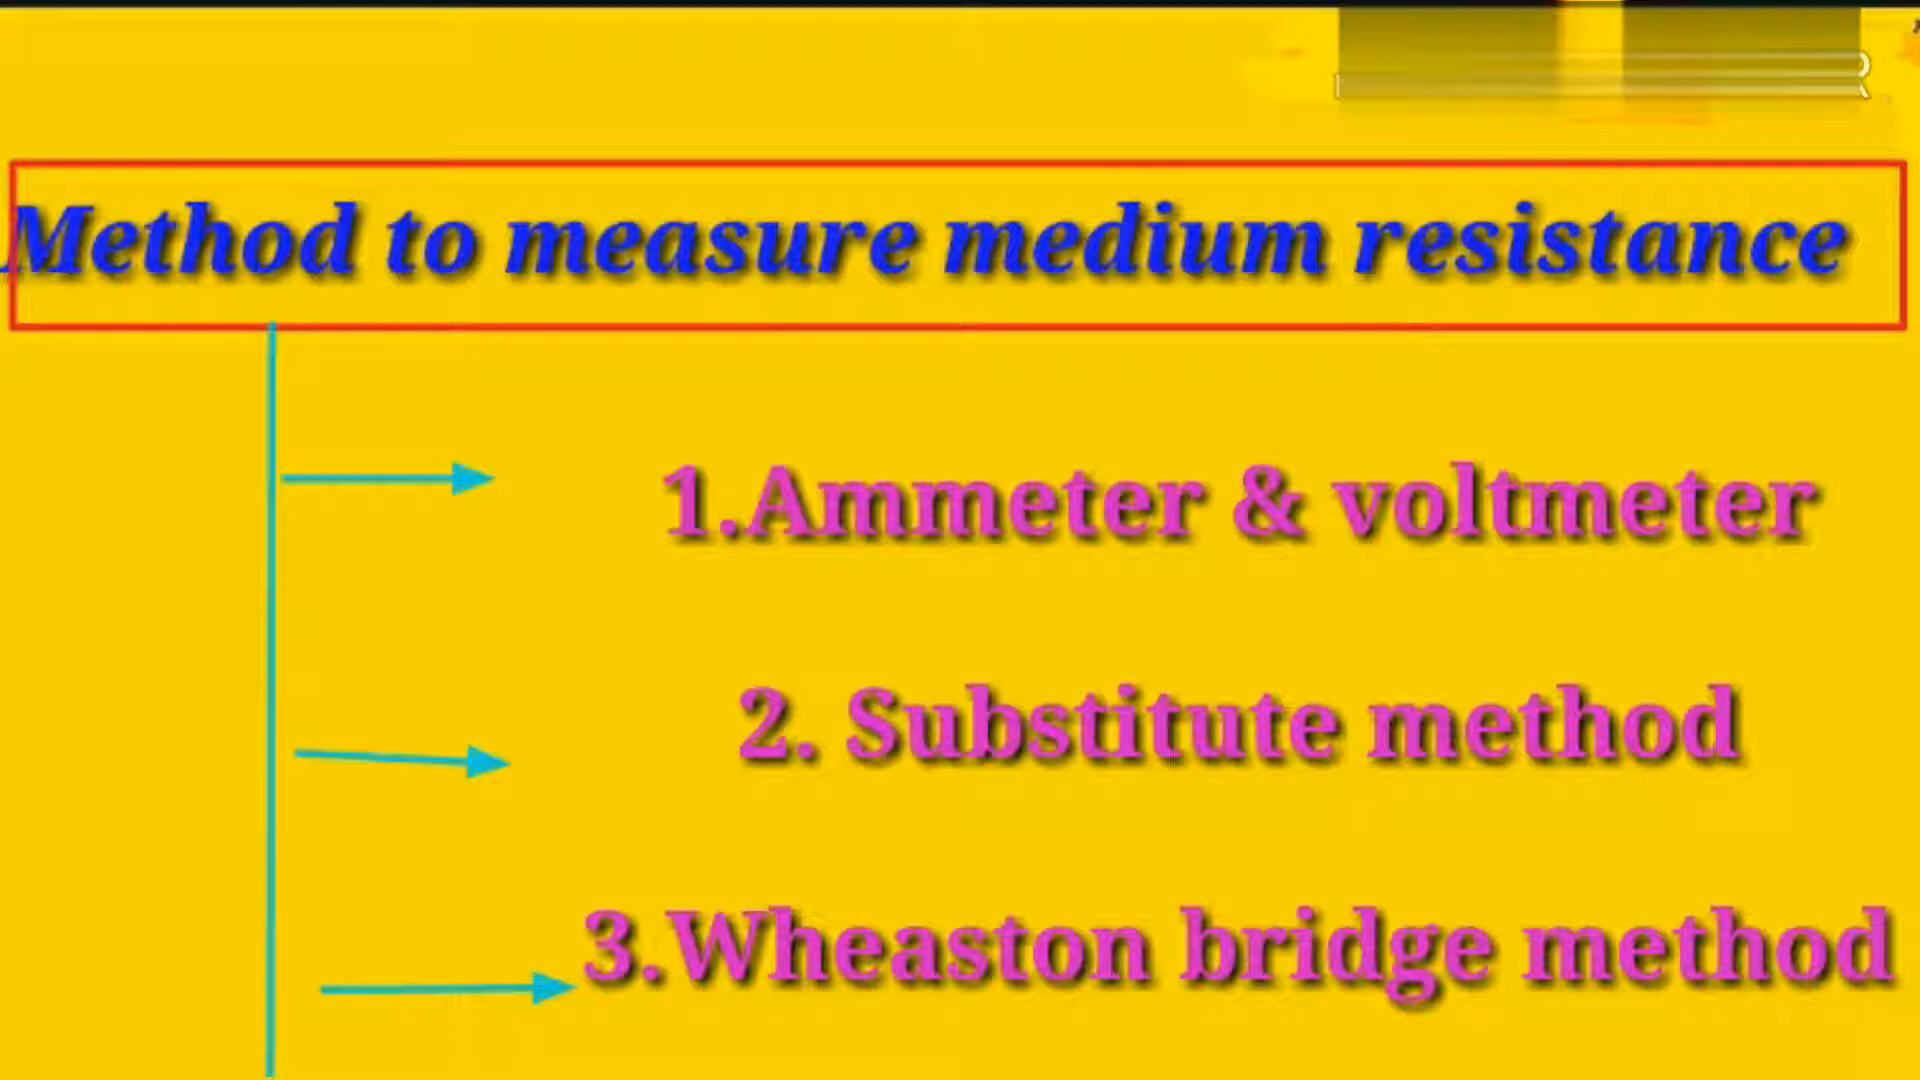 Method to measure medium resistance
1.Ammeter & voltmeter
2. Substitute method
3.Wheaston bridge method